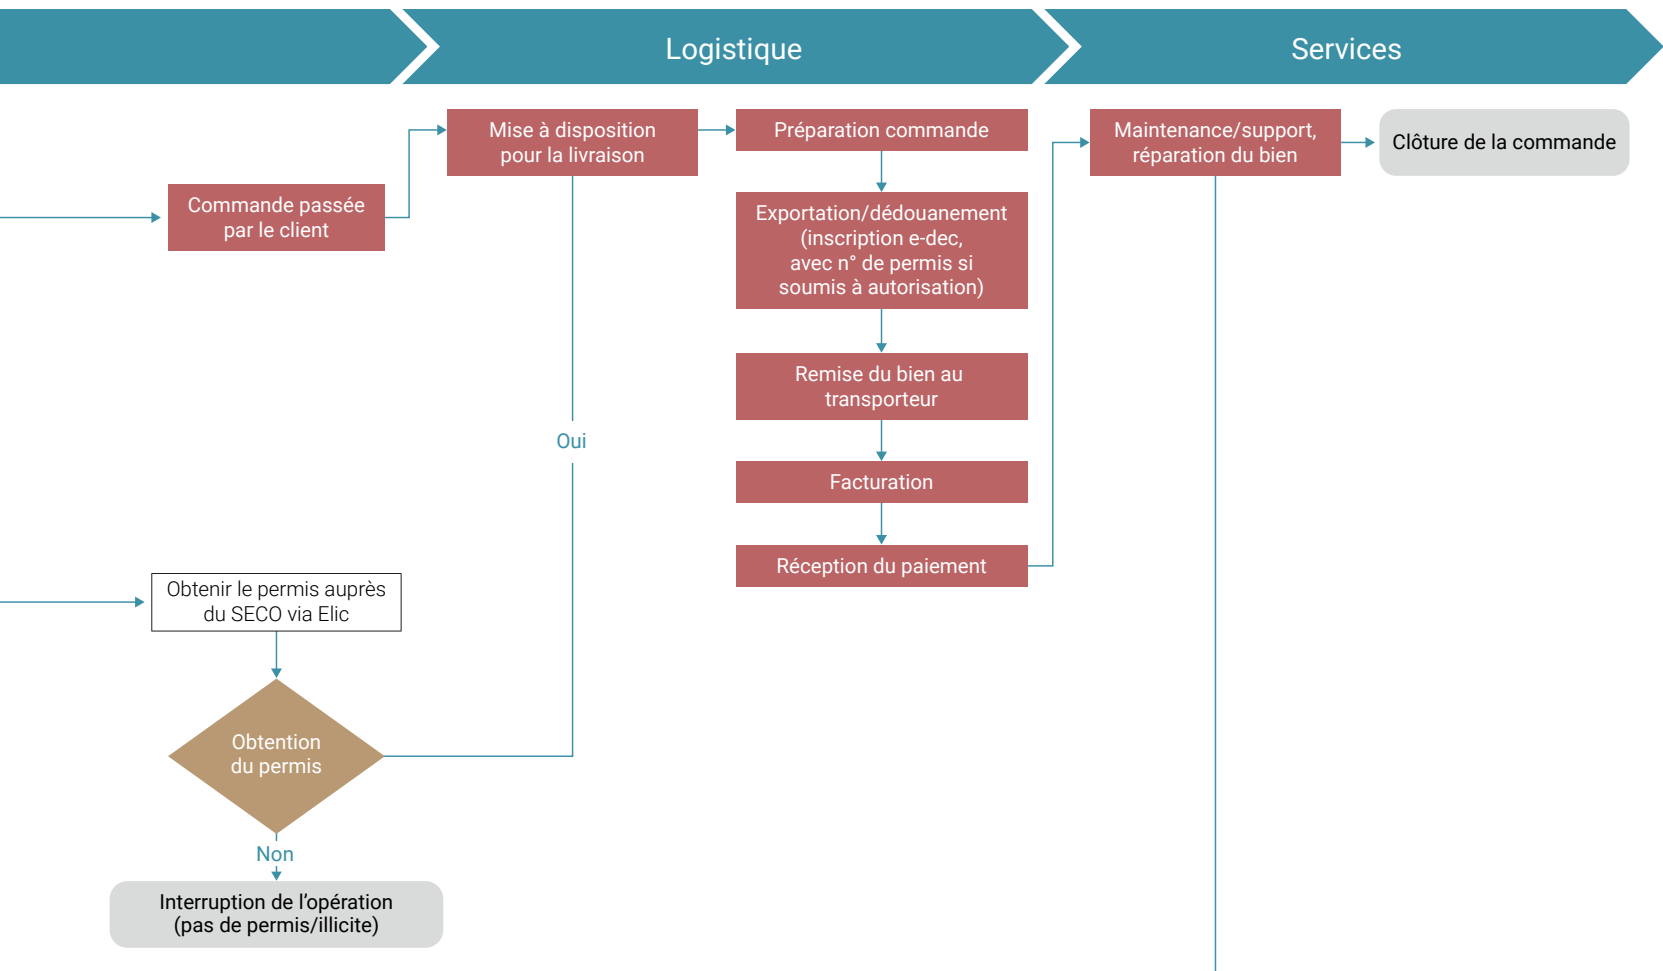 Logistique
Services
Commande passée
par le client
Mise à disposition
pour la livraison
Préparation commande
Exportation/dédouanement
(inscription e-dec,
avec n° de permis si
soumis à autorisation)
Remise du bien au
transporteur
Facturation
Réception du paiement
Maintenance/support,
réparation du bien
Clôture de la commande
Oui
Obtenir le permis auprès
du SECO via Elic
Obtention
du permis
Non
Interruption de l’opération
(pas de permis/illicite)